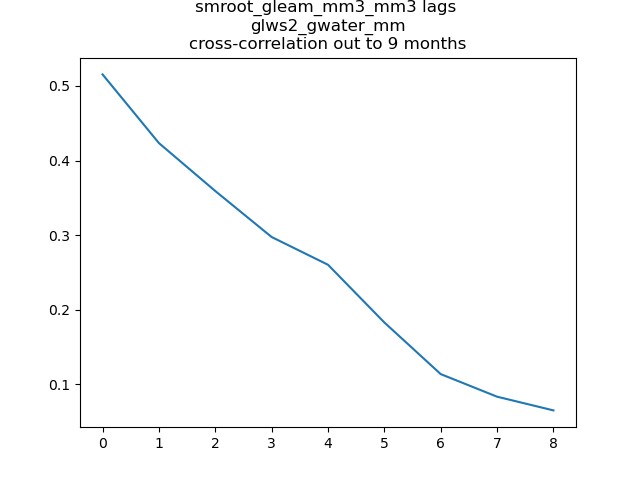 smroot_gleam_mm3_mm3 lags
glws2_gwater_mm
cross-correlation out to 9 months
0.5
0.4
0.3
0.2
0.1
0 1 2 3 4 5 6 7 8